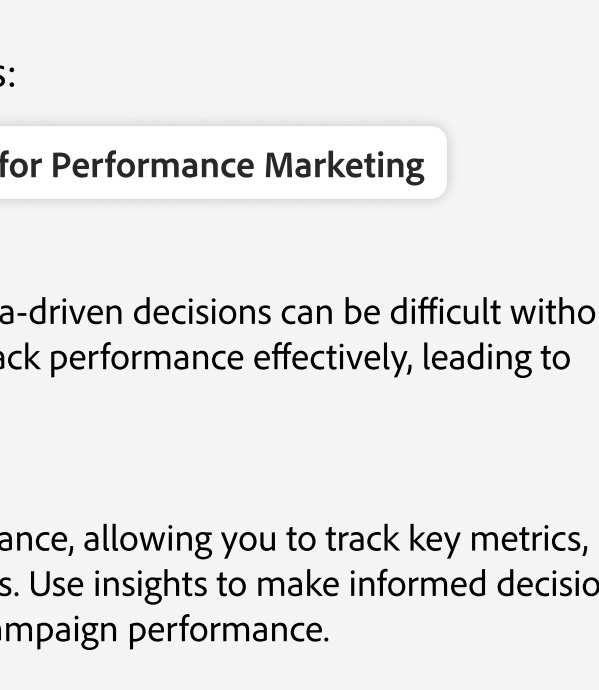 s:
for Performance Marketing
a-driven decisions can be difficult witho
ack performance effectively, leading to
ance, allowing you to track key metrics,
s. Use insights to make informed decisio
ampaign performance.